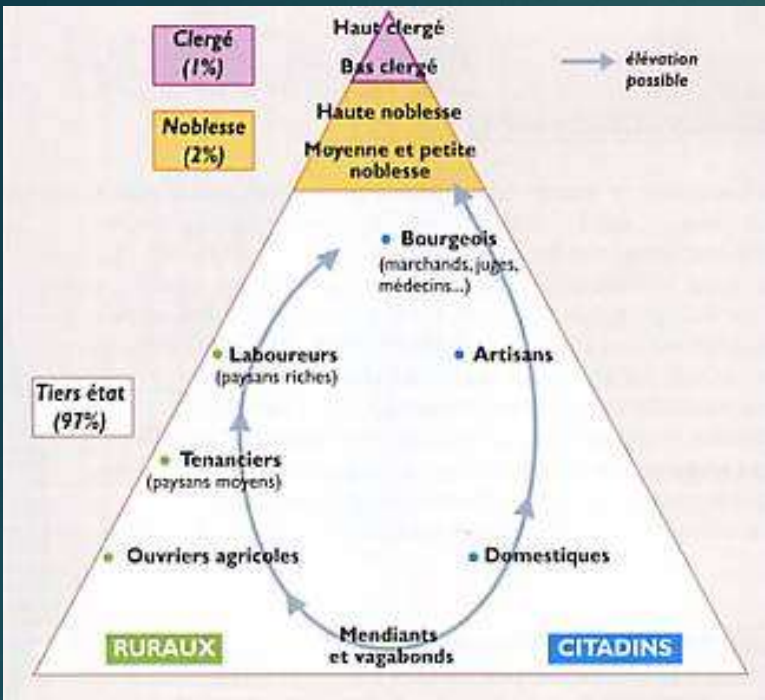 Clergé
(1%)
Haut clergé
Bas clergé
élévation
possible
Noblesse
(2%)
Haute noblesse
Moyenne et petite
noblesse
Bourgeois
(marchands, juges,
médecins...)
Laboureurs
(paysans riches)
Artisans
Tiers état
(97%)
Tenanciers
(paysans moyens)
Ouvriers agricoles
Domestiques
Mendiants
et vagabonds
RURAUX
CITADINS